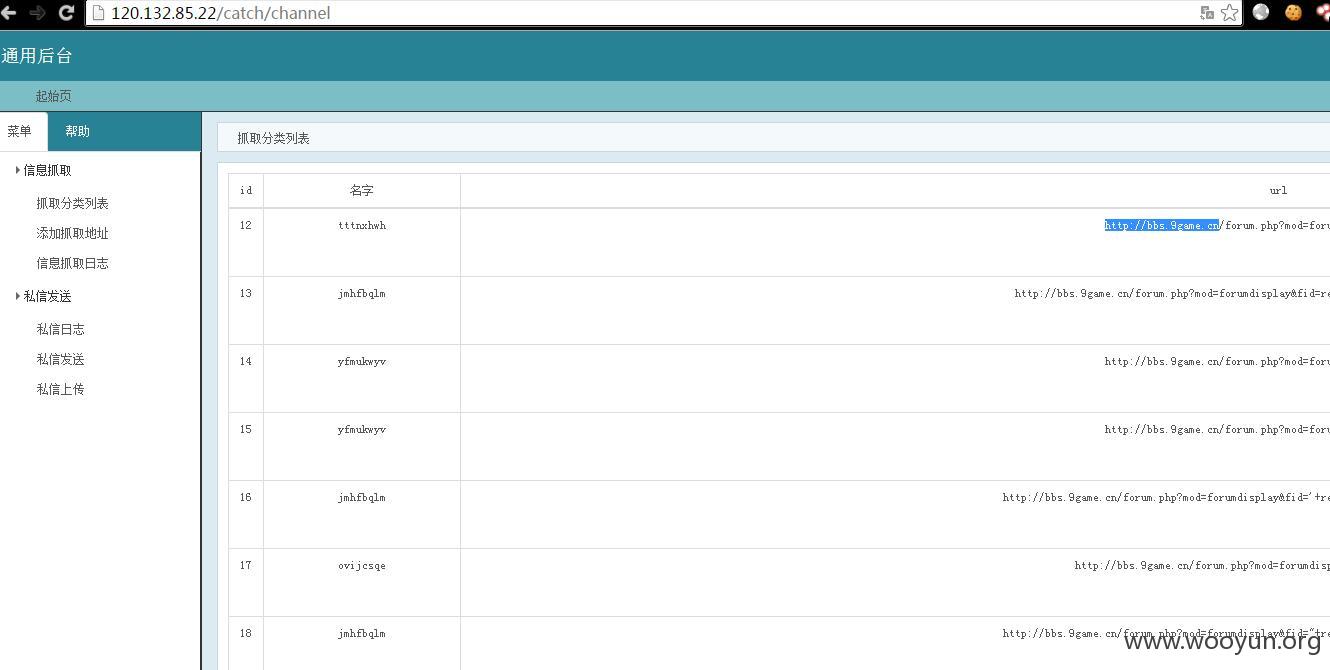 120.132.85.22/catch/channel
通用后台
起始页
菜单 帮助
信息抓取
抓取分类列表
添加抓取地址
信息抓取日志
私信发送
私信日志
私信发送
私信上传
抓取分类列表
id 名字 url
12 tttnxhwh http://bbs.9game.cn/forum.php?mod=foru
13 jmhfbqlm http://bbs.9game.cn/forum.php?mod=forumdisplay&fid=re
14 yfmukwyv http://bbs.9game.cn/forum.php?mod=foru
15 yfmukwyv http://bbs.9game.cn/forum.php?mod=foru
16 jmhfbqlm http://bbs.9game.cn/forum.php?mod=forumdisplay&fid='+re
17 ovijcsqe http://bbs.9game.cn/forum.php?mod=forumdisp
18 jmhfbqlm http://bbs.9game.cn/forum.php?mod=forumdisplay&fid="+re
www.wooyun.org